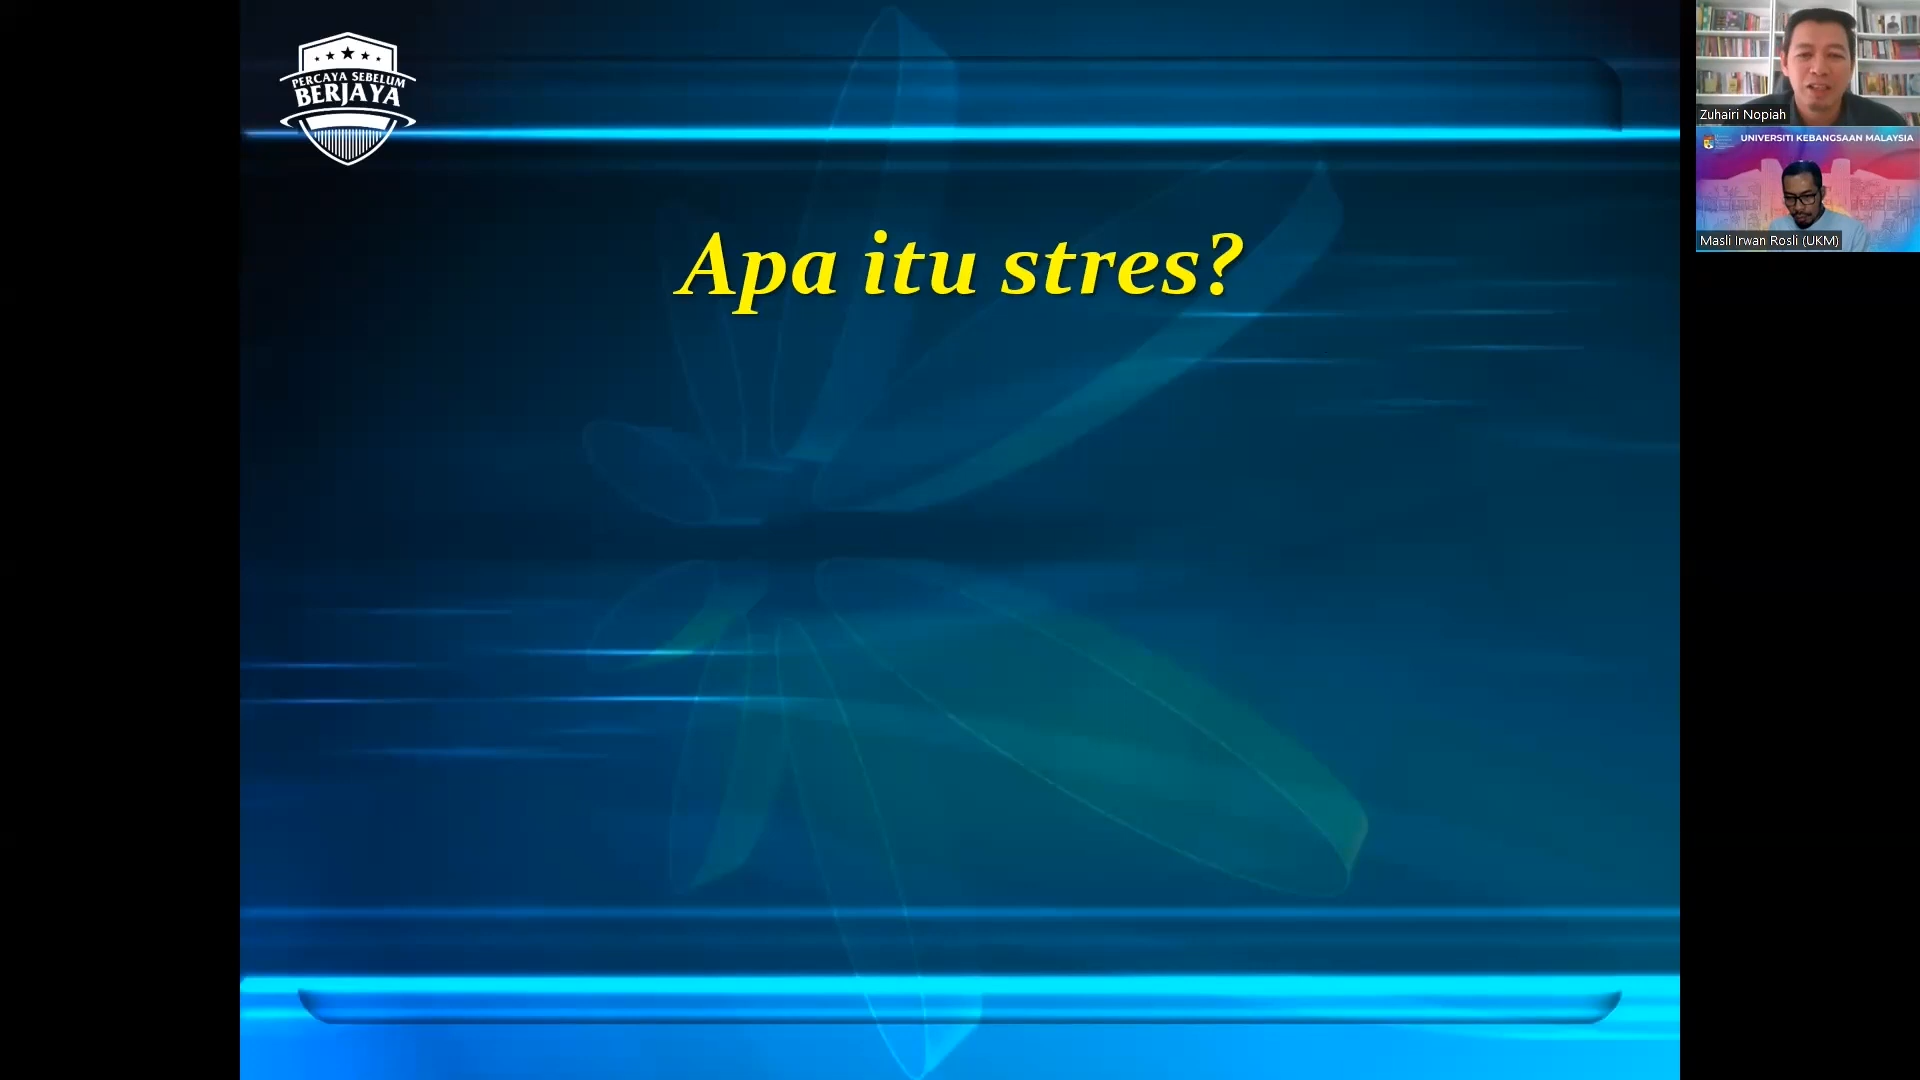 PERCAYA SEBELUM
BERJAYA
Apa itu stres?
Zuhairi Nopiah
UNIVERSITI KEBANGSAAN MALAYSIA
Masli Irwan Rosli (UKM)